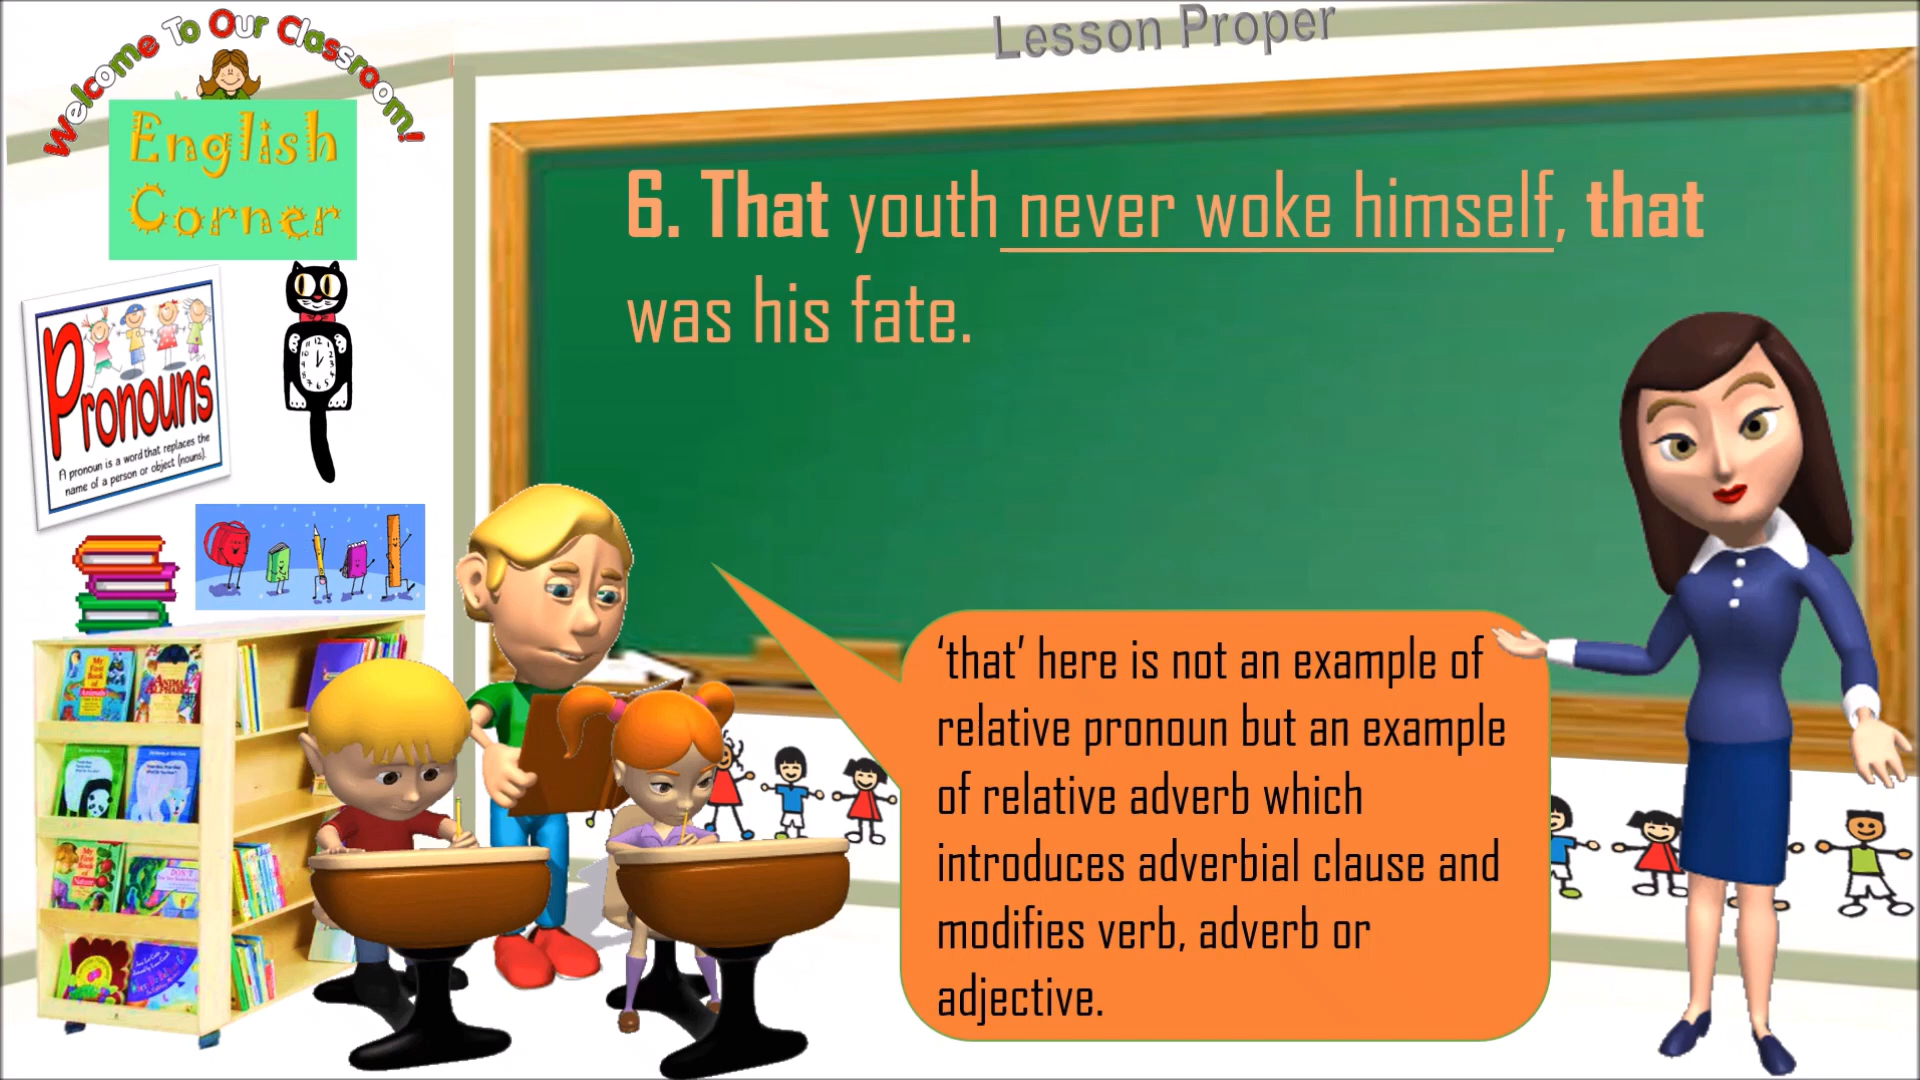 Lesson Proper
Welcome To Our Classroom!
English
Corner
6. That youth never woke himself, that
was his fate.
Pronouns
A pronoun is a word that replaces the
name of a person or object (nouns).
'that' here is not an example of
relative pronoun but an example
of relative adverb which
introduces adverbial clause and
modifies verb, adverb or
adjective.